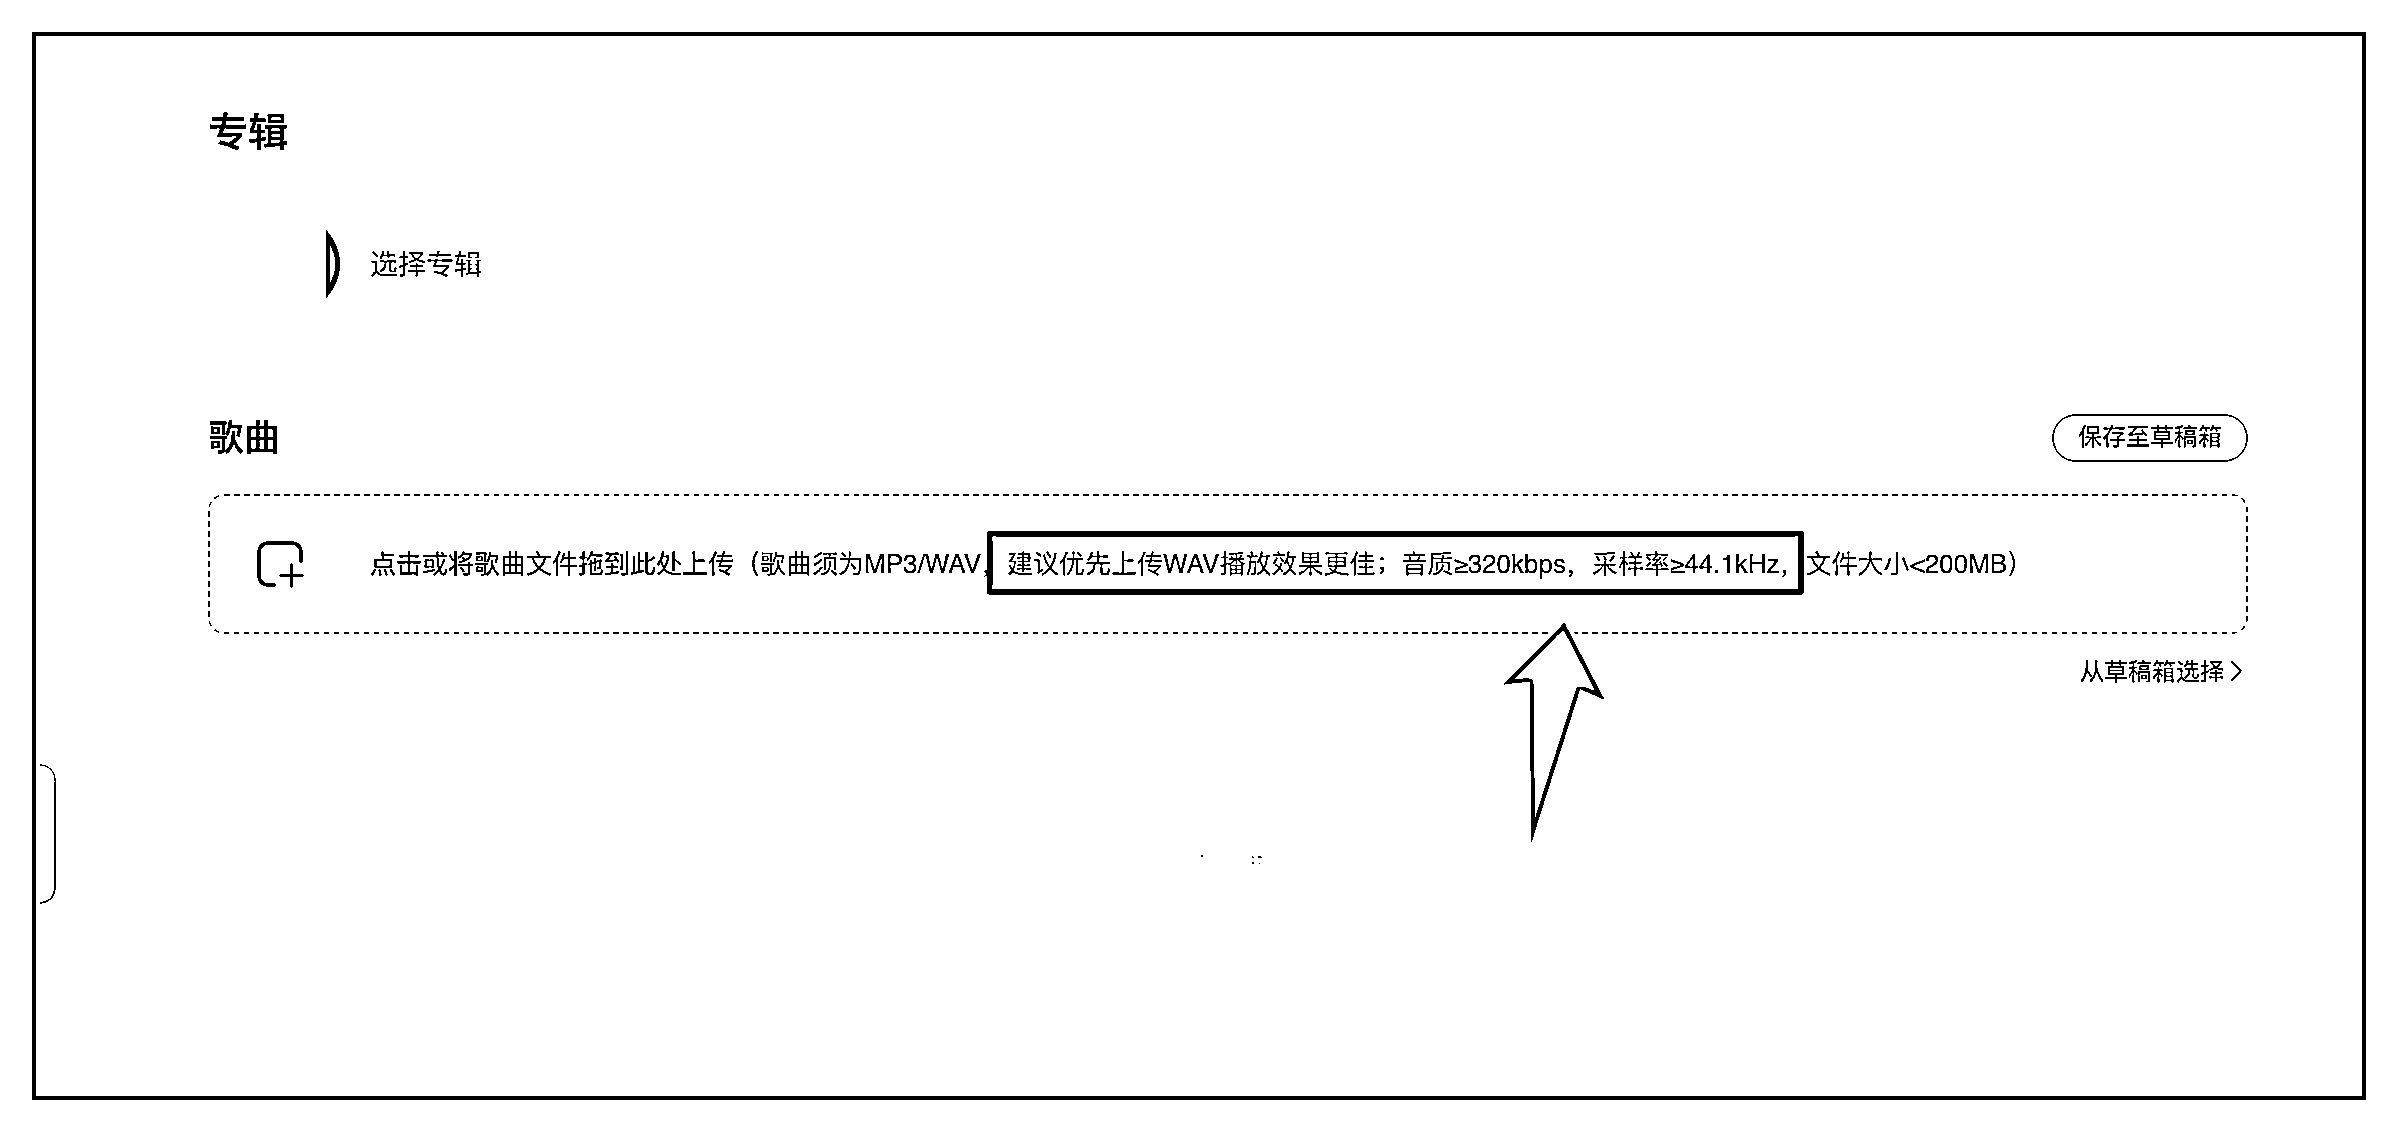 专辑
选择专辑
歌曲
保存至草稿箱
点击或将歌曲文件拖到此处上传（歌曲须为MP3/WAV，建议优先上传WAV播放效果更佳；音质≥320kbps，采样率≥44.1kHz，文件大小<200MB）
从草稿箱选择